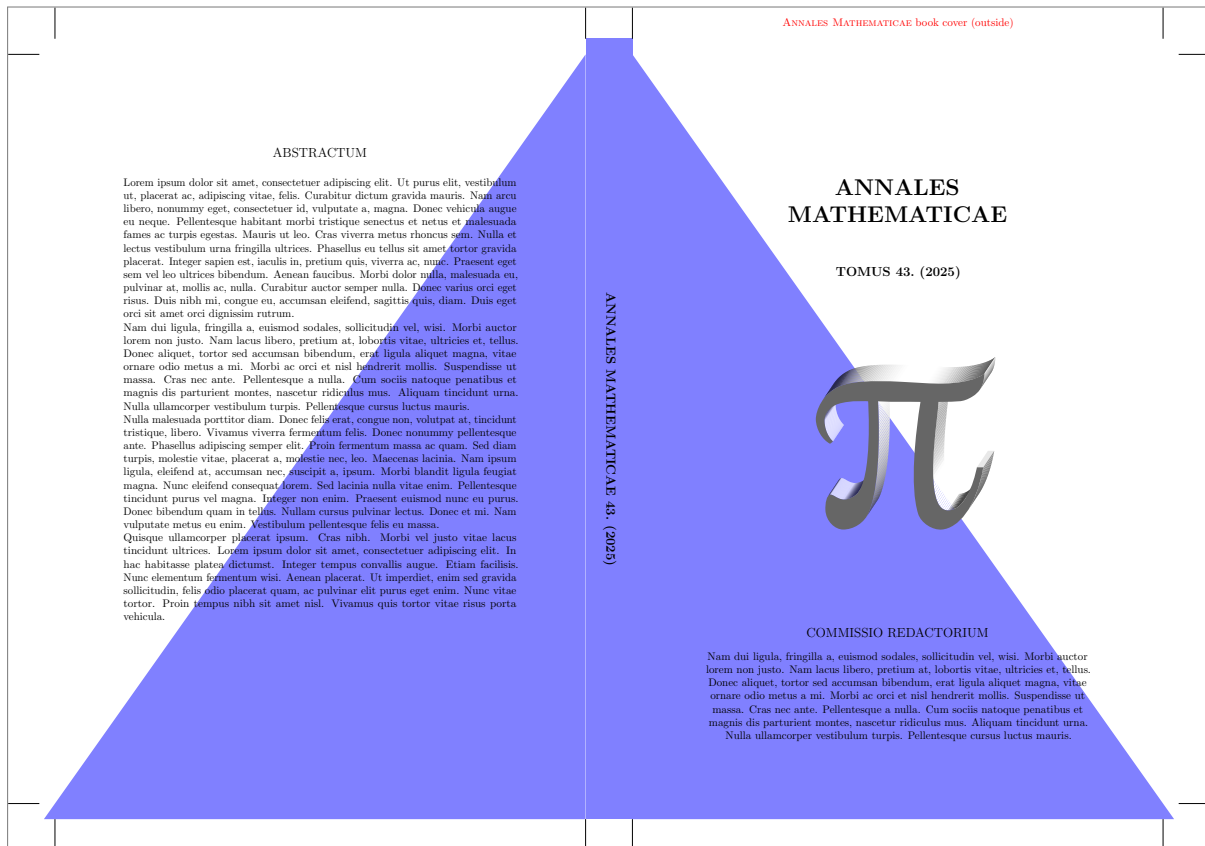 ANNALES MATHEMATICAE book cover (outside)
ABSTRACTUM
Lorem ipsum dolor sit amet, consectetuer adipiscing elit. Ut purus elit, vestibulum
ut, placerat ac, adipiscing vitae, felis. Curabitur dictum gravida mauris. Nam arcu
libero, nonummy eget, consectetuer id, vulputate a, magna. Donec vehicula augue
eu neque. Pellentesque habitant morbi tristique senectus et netus et malesuada
fames ac turpis egestas. Mauris ut leo. Cras viverra metus rhoncus sem. Nulla et
lectus vestibulum urna fringilla ultrices. Phasellus eu tellus sit amet tortor gravida
placerat. Integer sapien est, iaculis in, pretium quis, viverra ac, nunc. Praesent eget
sem vel leo ultrices bibendum. Aenean faucibus. Morbi dolor nulla, malesuada eu,
pulvinar at, mollis ac, nulla. Curabitur auctor semper nulla. Donec varius orci eget
risus. Duis nibh mi, congue eu, accumsan eleifend, sagittis quis, diam. Duis eget
orci sit amet orci dignissim rutrum.
Nam dui ligula, fringilla a, euismod sodales, sollicitudin vel, wisi. Morbi auctor
lorem non justo. Nam lacus libero, pretium at, lobortis vitae, ultricies et, tellus.
Donec aliquet, tortor sed accumsan bibendum, erat ligula aliquet magna, vitae
ornare odio metus a mi. Morbi ac orci et nisl hendrerit mollis. Suspendisse ut
massa. Cras nec ante. Pellentesque a nulla. Cum sociis natoque penatibus et
magnis dis parturient montes, nascetur ridiculus mus. Aliquam tincidunt urna.
Nulla ullamcorper vestibulum turpis. Pellentesque cursus luctus mauris.
Nulla malesuada porttitor diam. Donec felis erat, congue non, volutpat at, tincidunt
tristique, libero. Vivamus viverra fermentum felis. Donec nonummy pellentesque
ante. Phasellus adipiscing semper elit. Proin fermentum massa ac quam. Sed diam
turpis, molestie vitae, placerat a, molestie nec, leo. Maecenas lacinia. Nam ipsum
ligula, eleifend at, accumsan nec, suscipit a, ipsum. Morbi blandit ligula feugiat
magna. Nunc eleifend consequat lorem. Sed lacinia nulla vitae enim. Pellentesque
tincidunt purus vel magna. Integer non enim. Praesent euismod nunc eu purus.
Donec bibendum quam in tellus. Nullam cursus pulvinar lectus. Donec et mi. Nam
vulputate metus eu enim. Vestibulum pellentesque felis eu massa.
Quisque ullamcorper placerat ipsum. Cras nibh. Morbi vel justo vitae lacus
tincidunt ultrices. Lorem ipsum dolor sit amet, consectetuer adipiscing elit. In
hac habitasse platea dictumst. Integer tempus convallis augue. Etiam facilisis.
Nunc elementum fermentum wisi. Aenean placerat. Ut imperdiet, enim sed gravida
sollicitudin, felis odio placerat quam, ac pulvinar elit purus eget enim. Nunc vitae
tortor. Proin tempus nibh sit amet nisl. Vivamus quis tortor vitae risus porta
vehicula.
ANNALES MATHEMATICAE 43. (2025)
ANNALES
MATHEMATICAE
TOMUS 43. (2025)
π
COMMISSIO REDACTORIUM
Nam dui ligula, fringilla a, euismod sodales, sollicitudin vel, wisi. Morbi auctor
lorem non justo. Nam lacus libero, pretium at, lobortis vitae, ultricies et, tellus.
Donec aliquet, tortor sed accumsan bibendum, erat ligula aliquet magna, vitae
ornare odio metus a mi. Morbi ac orci et nisl hendrerit mollis. Suspendisse ut
massa. Cras nec ante. Pellentesque a nulla. Cum sociis natoque penatibus et
magnis dis parturient montes, nascetur ridiculus mus. Aliquam tincidunt urna.
Nulla ullamcorper vestibulum turpis. Pellentesque cursus luctus mauris.